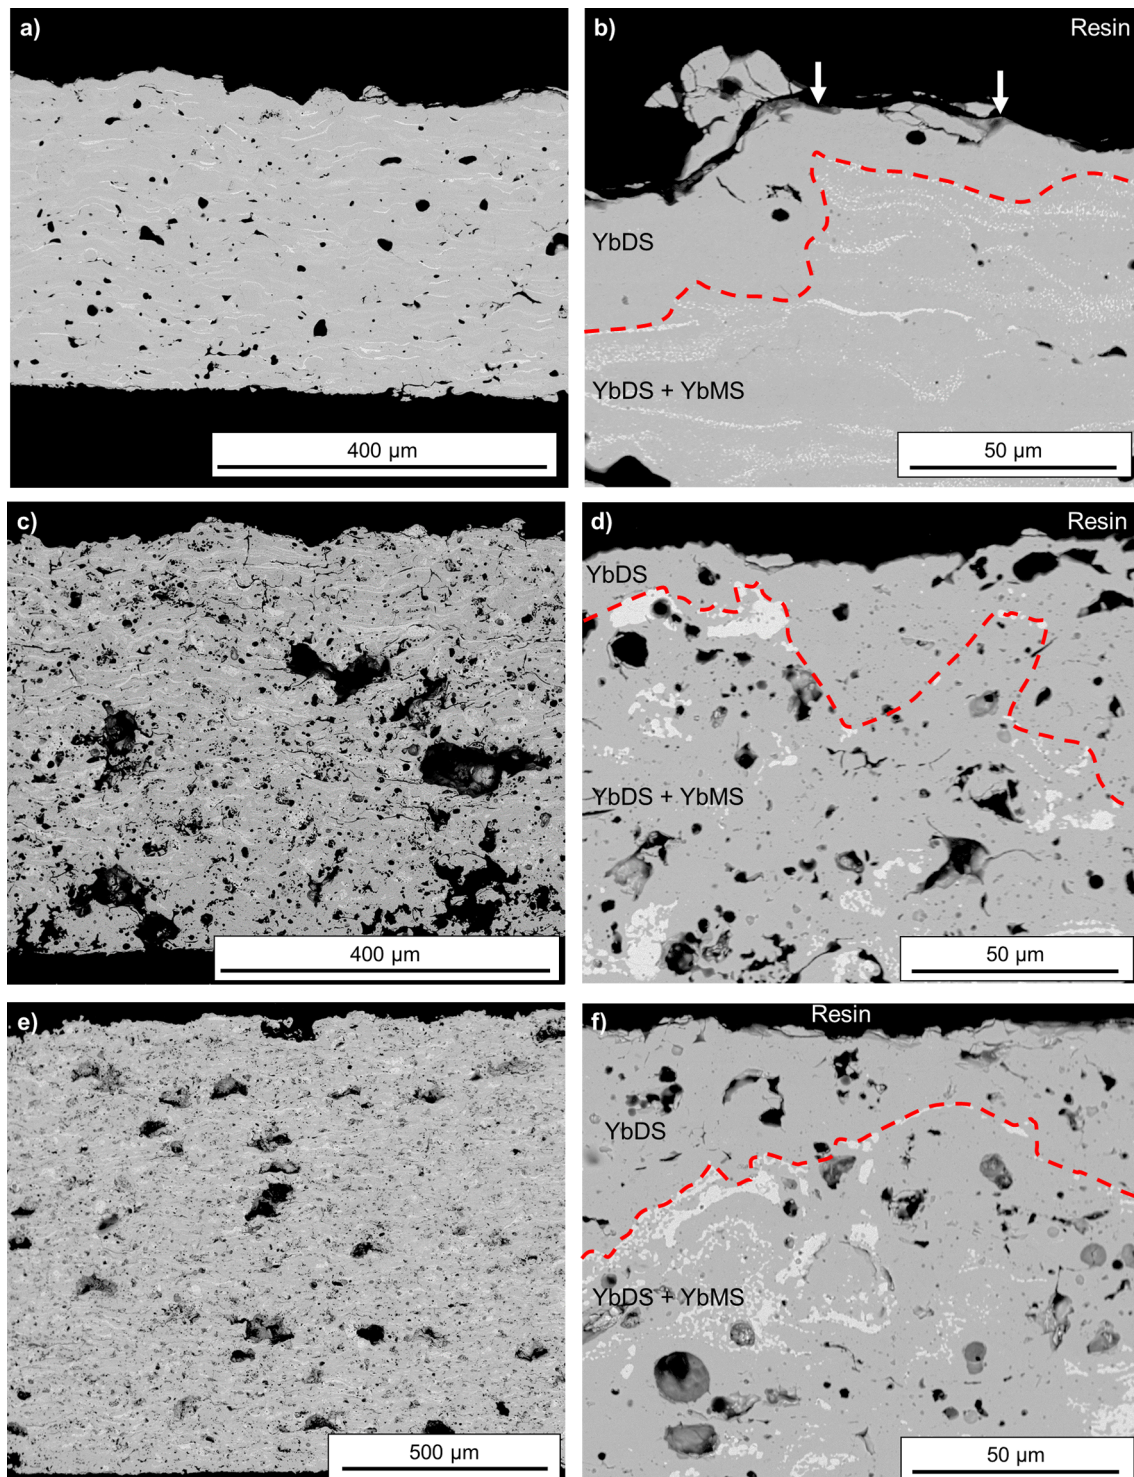 a)
400 µm
b)
Resin
YbDS
YbDS + YbMS
50 µm
c)
400 µm
d)
Resin
YbDS
YbDS + YbMS
50 µm
e)
500 µm
f)
Resin
YbDS
YbDS + YbMS
50 µm